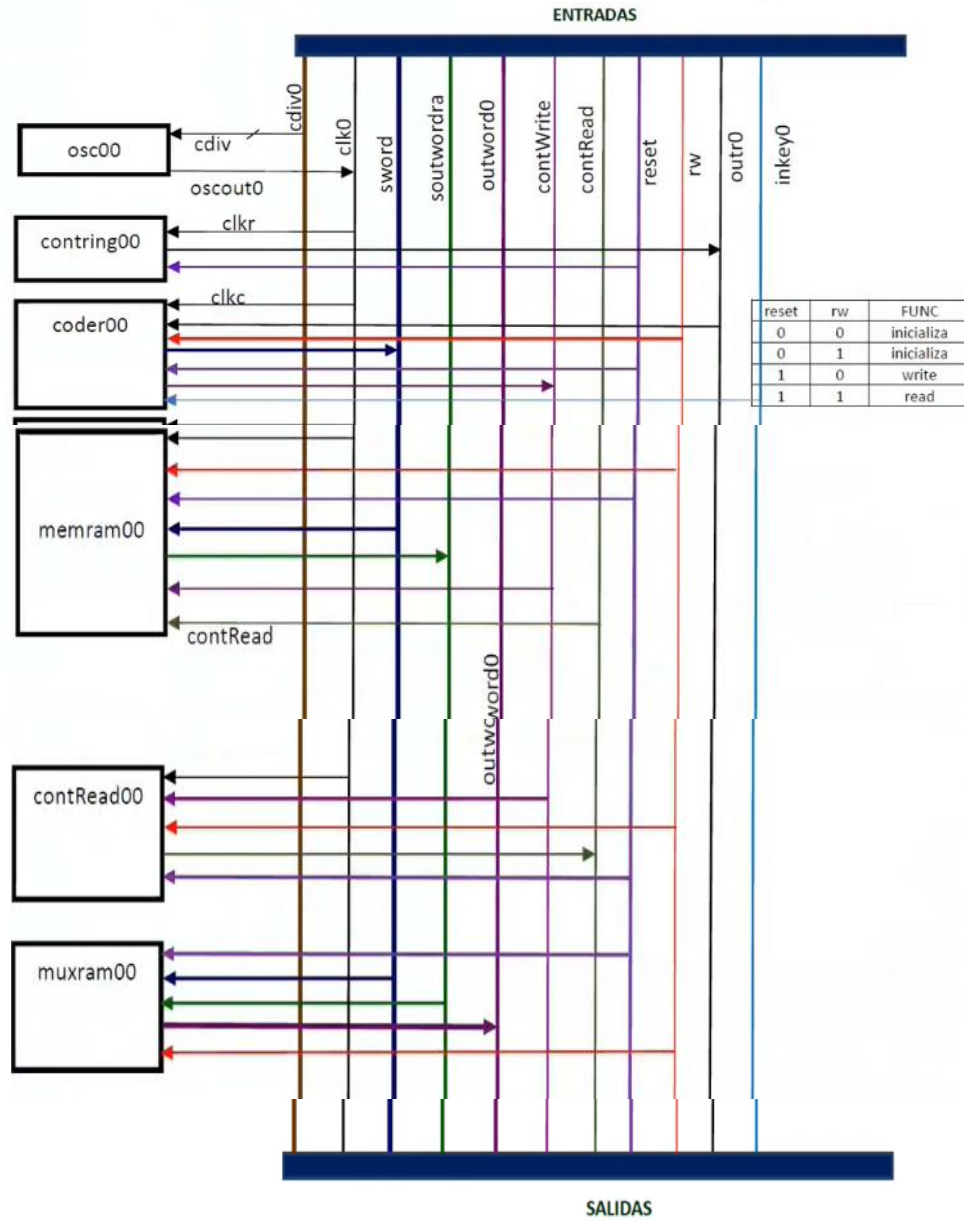 ENTRADAS
cdiv0
clk0
sword
soutwordra
outword0
contWrite
contRead
reset
rw
outr0
inkey0
osc00
cdiv
oscout0
contring00
clkr
coder00
clkc
reset rw FUNC
0 0 inicializa
0 1 inicializa
1 0 write
1 1 read
memram00
contRead
outwcword0
contRead00
muxram00
SALIDAS